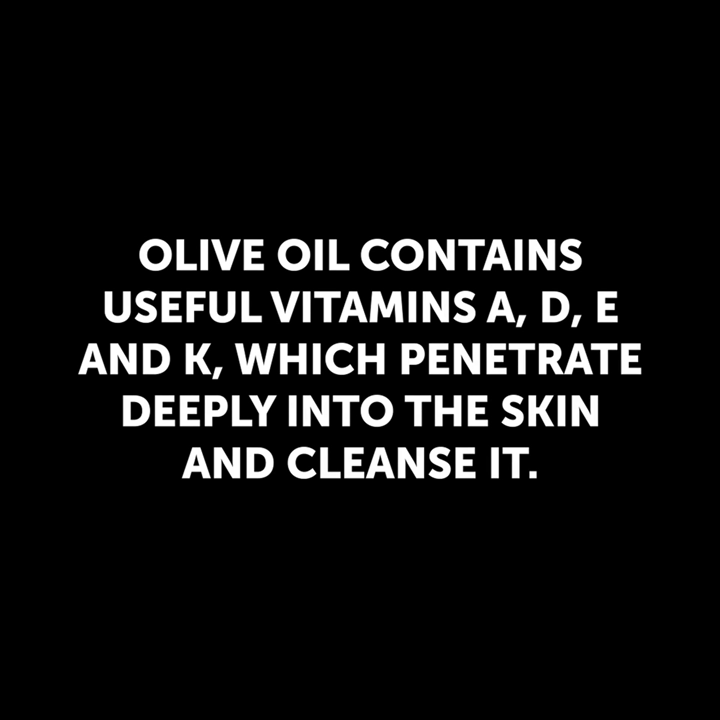 OLIVE OIL CONTAINS
USEFUL VITAMINS A, D, E
AND K, WHICH PENETRATE
DEEPLY INTO THE SKIN
AND CLEANSE IT.